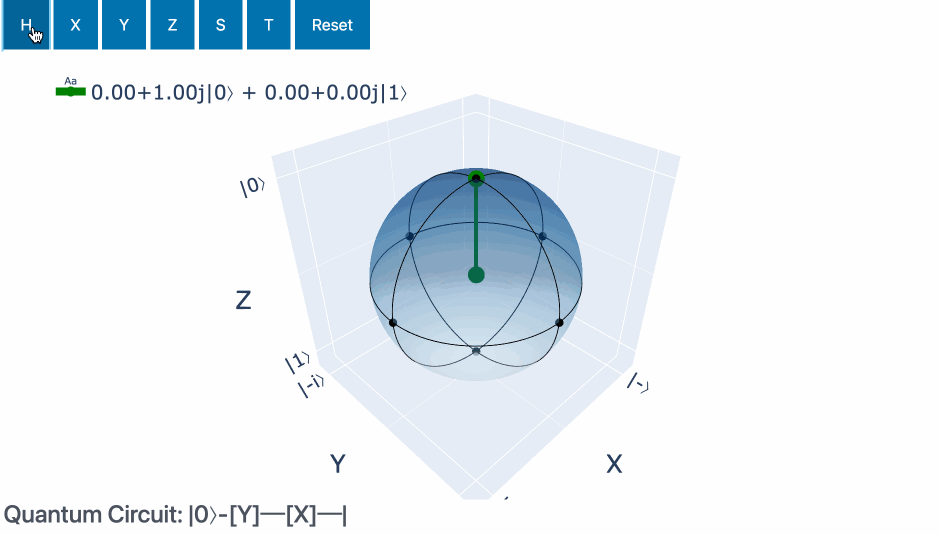 H X Y Z S T Reset
Aa
0.00+1.00j|0⟩ + 0.00+0.00j|1⟩
|0⟩
Z
|1⟩
|-i⟩
|-⟩
Y
X
Quantum Circuit: |0⟩-[Y]—[X]—|